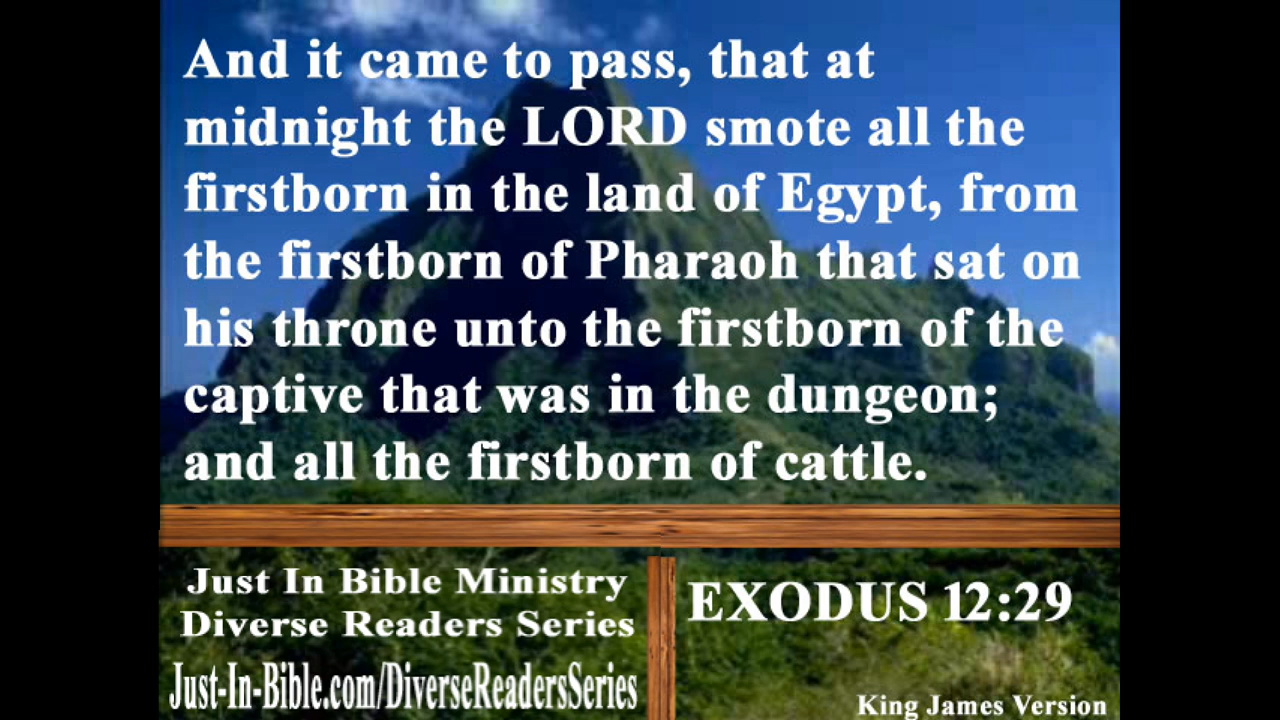 And it came to pass, that at
midnight the LORD smote all the
firstborn in the land of Egypt, from
the firstborn of Pharaoh that sat on
his throne unto the firstborn of the
captive that was in the dungeon;
and all the firstborn of cattle.
Just In Bible Ministry
Diverse Readers Series
Just-In-Bible.com/DiverseReadersSeries
EXODUS 12:29
King James Version